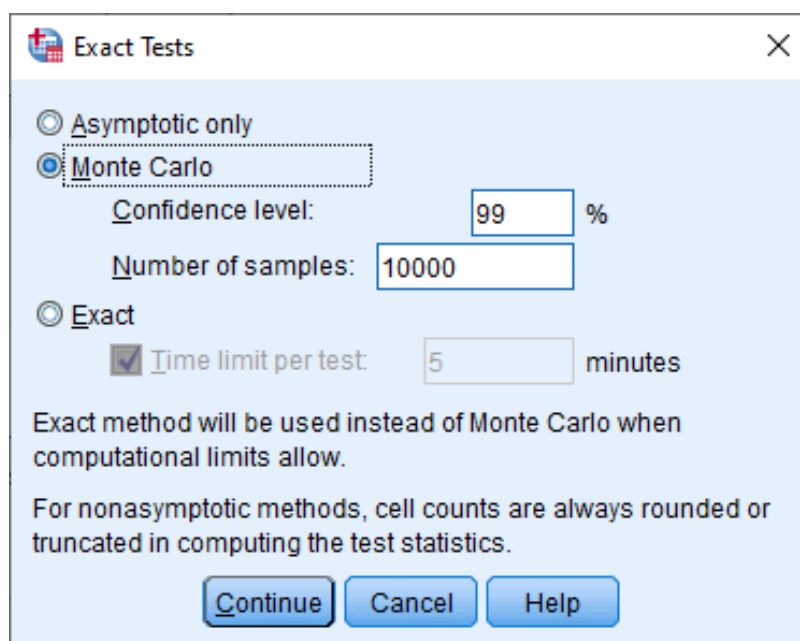 Exact Tests
Asymptotic only
Monte Carlo
Confidence level: 99 %
Number of samples: 10000
Exact
Time limit per test: 5 minutes
Exact method will be used instead of Monte Carlo when
computational limits allow.
For nonasymptotic methods, cell counts are always rounded or
truncated in computing the test statistics.
Continue Cancel Help